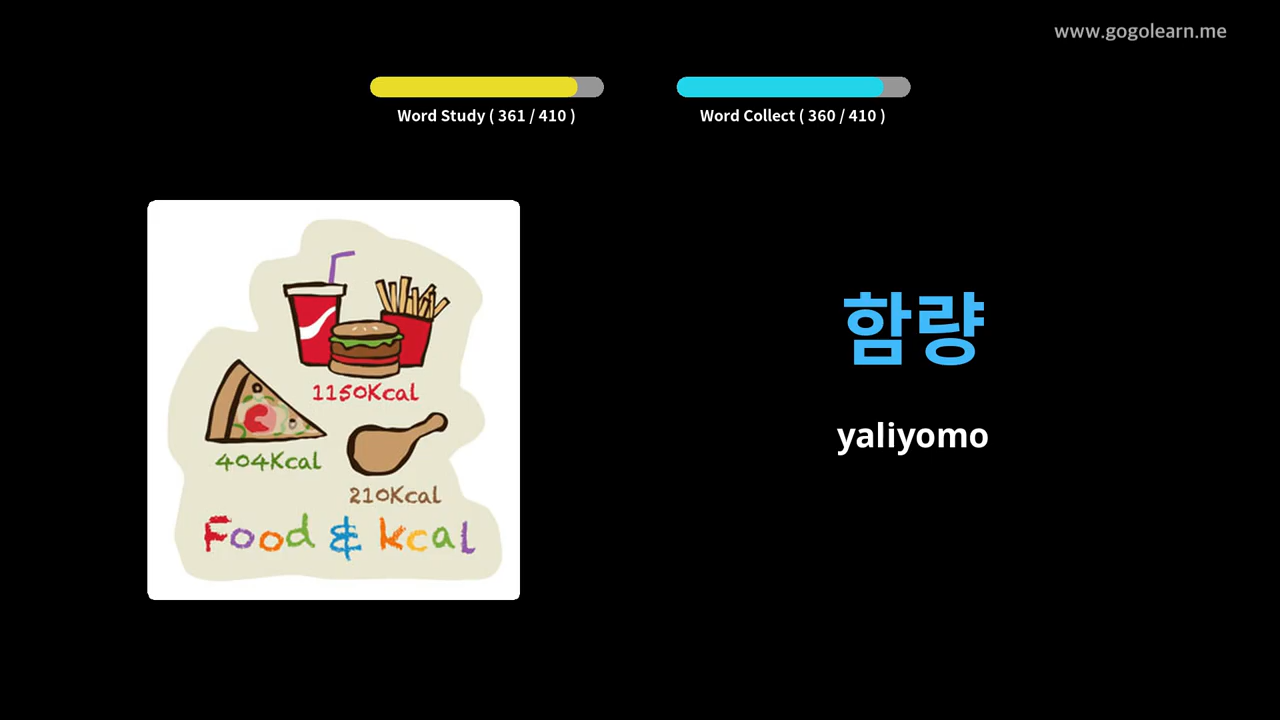 www.gogolearn.me
Word Study ( 361 / 410 )
Word Collect ( 360 / 410 )
1150Kcal
404Kcal
210Kcal
Food & kcal
함량
yaliyomo